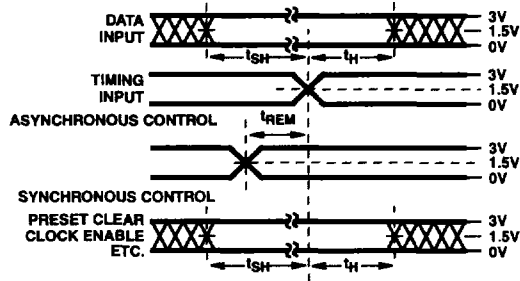 DATA INPUT
3V
1.5V
0V
tSH
tH
TIMING INPUT
3V
1.5V
0V
ASYNCHRONOUS CONTROL
tREM
3V
1.5V
0V
SYNCHRONOUS CONTROL
PRESET CLEAR
CLOCK ENABLE
ETC.
3V
1.5V
0V
tSH
tH